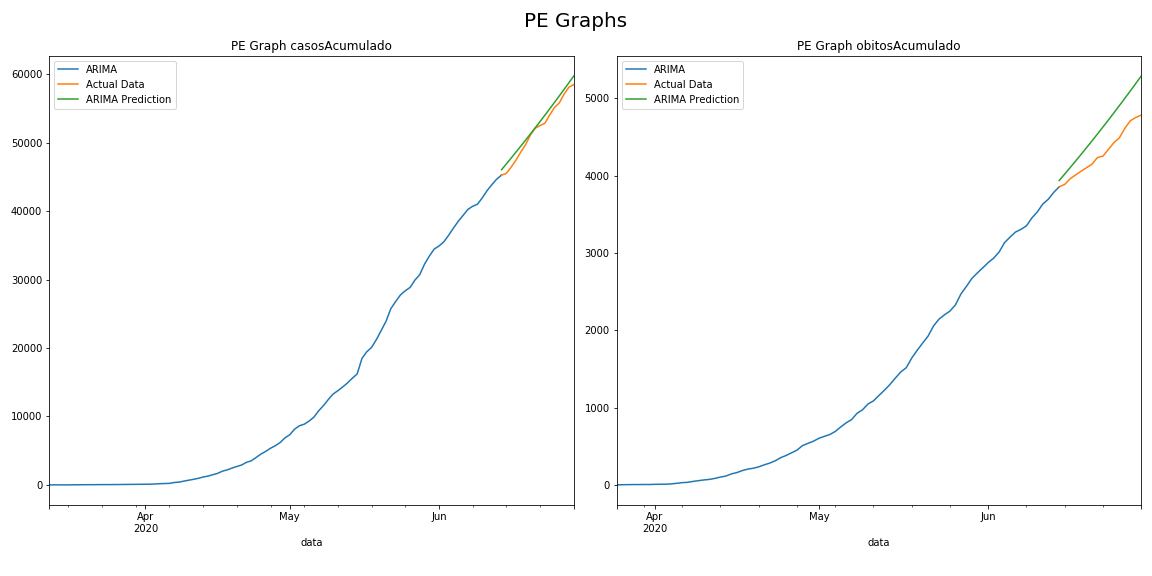 PE Graphs
PE Graph casosAcumulado
ARIMA
Actual Data
ARIMA Prediction
60000
50000
40000
30000
20000
10000
0
Apr
2020
May
Jun
data
PE Graph obitosAcumulado
ARIMA
Actual Data
ARIMA Prediction
5000
4000
3000
2000
1000
0
Apr
2020
May
Jun
data